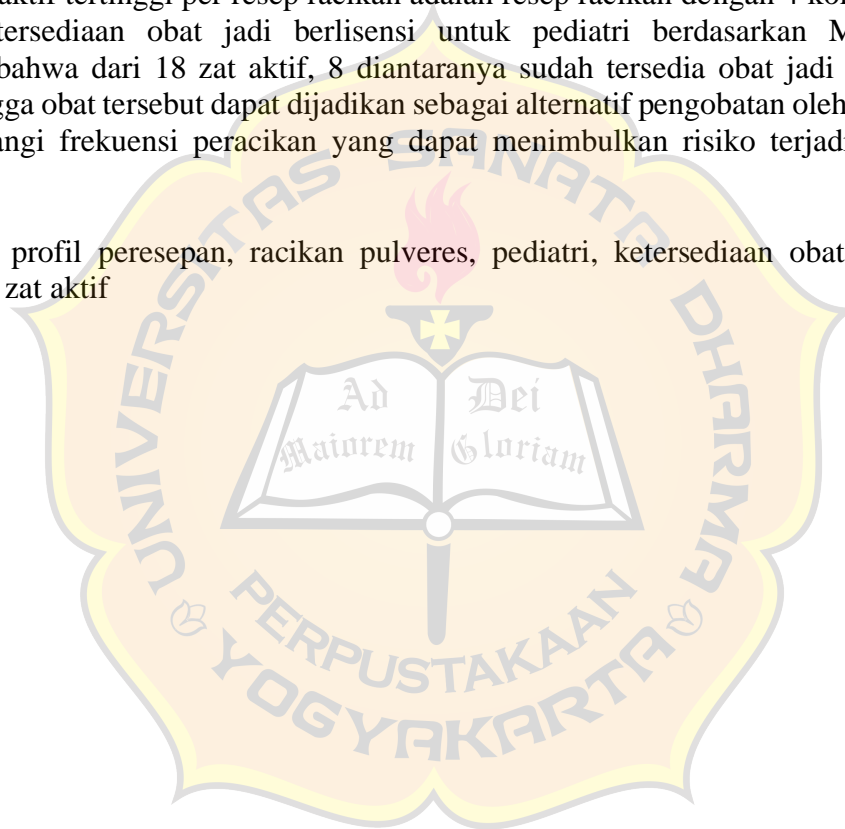 aktif tertinggi per resep racikan adalah resep racikan dengan 4
tersediaan obat jadi berlisensi untuk pediatri berdasarkan M
bahwa dari 18 zat aktif, 8 diantaranya sudah tersedia obat jadi
gga obat tersebut dapat dijadikan sebagai alternatif pengobatan oleh
angi frekuensi peracikan yang dapat menimbulkan risiko terjadi
profil peresepan, racikan pulveres, pediatri, ketersediaan obat
zat aktif
UNIVERSITAS SANATA DHARMA
Ad Dei
Maiorem Gloriam
PERPUSTAKAAN
YOGYAKARTA